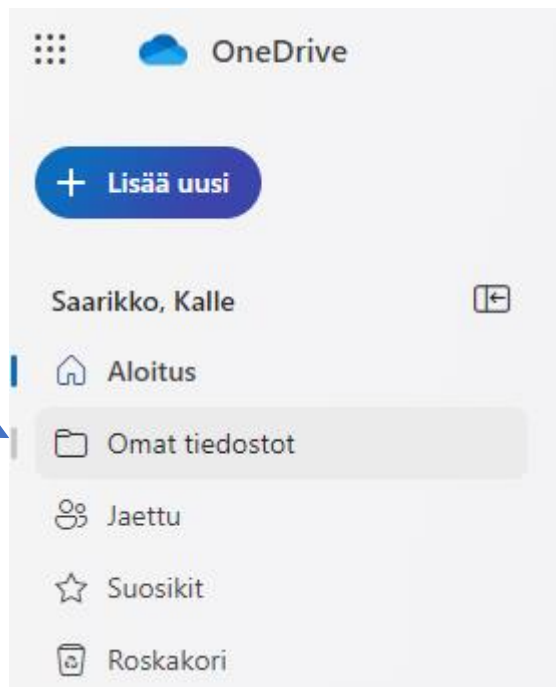 OneDrive
Lisää uusi
Saarikko, Kalle
Aloitus
Omat tiedostot
Jaettu
Suosikit
Roskakori